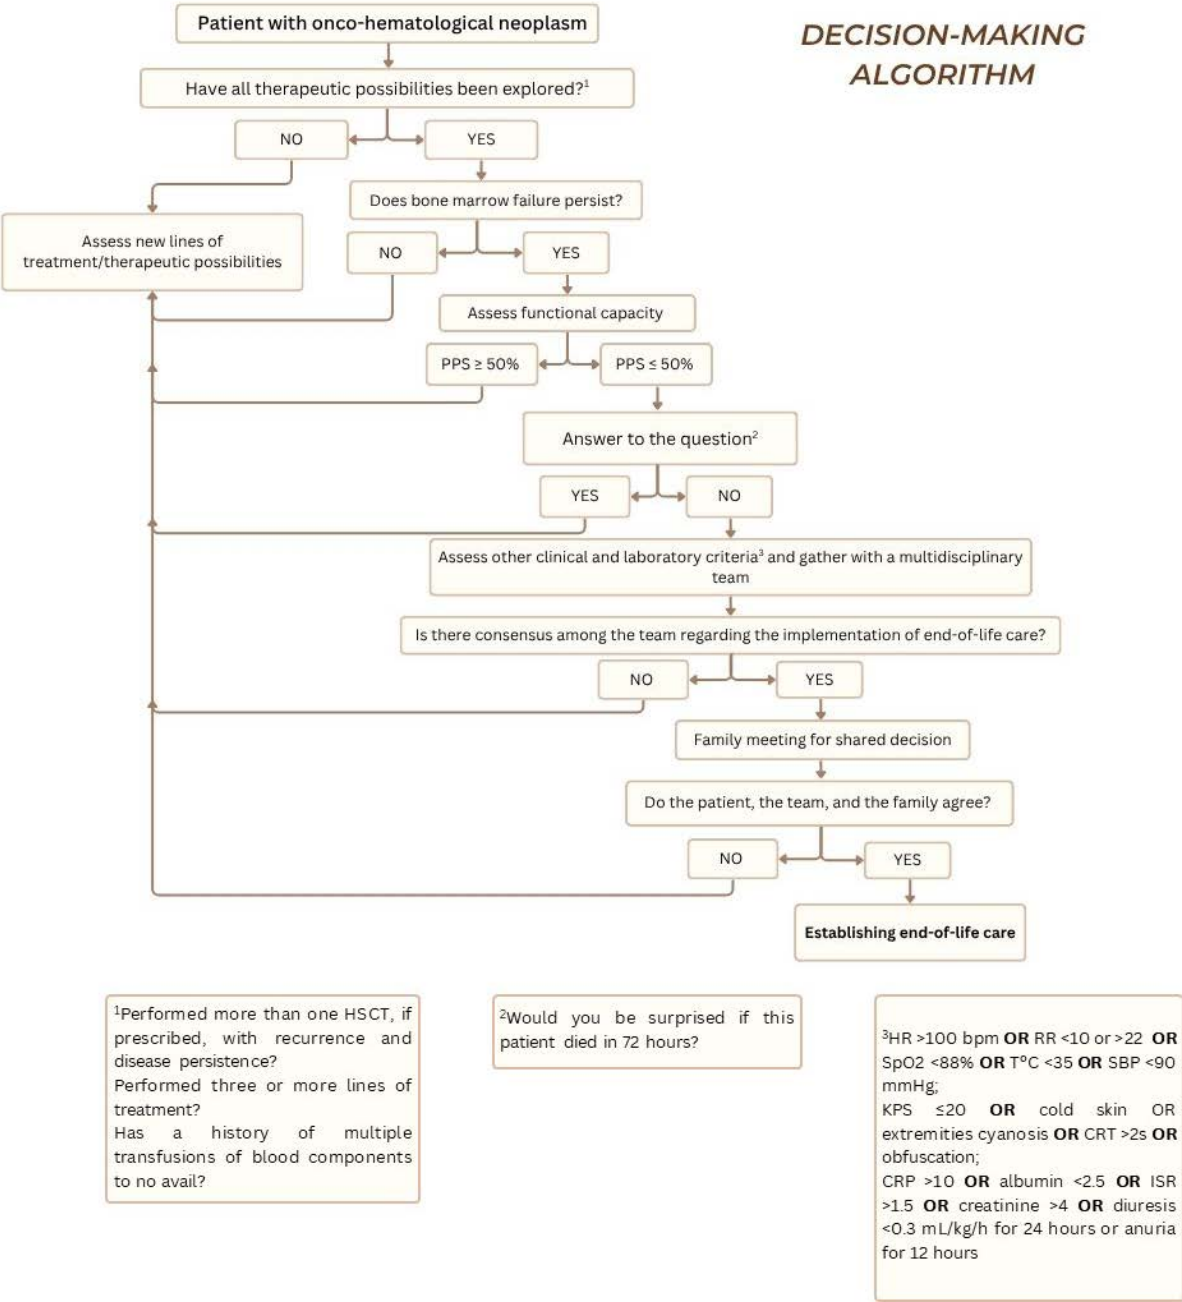 Patient with onco-hematological neoplasm
DECISION-MAKING
ALGORITHM
Have all therapeutic possibilities been explored?¹
NO
YES
Does bone marrow failure persist?
Assess new lines of
treatment/therapeutic possibilities
NO
YES
Assess functional capacity
PPS ≥ 50%
PPS ≤ 50%
Answer to the question²
YES
NO
Assess other clinical and laboratory criteria³ and gather with a multidisciplinary
team
Is there consensus among the team regarding the implementation of end-of-life care?
NO
YES
Family meeting for shared decision
Do the patient, the team, and the family agree?
NO
YES
Establishing end-of-life care
¹Performed more than one HSCT, if
prescribed, with recurrence and
disease persistence?
Performed three or more lines of
treatment?
Has a history of multiple
transfusions of blood components
to no avail?
²Would you be surprised if this
patient died in 72 hours?
³HR >100 bpm OR RR <10 or >22 OR
SpO2 <88% OR TºC <35 OR SBP <90
mmHg;
KPS ≤20 OR cold skin OR
extremities cyanosis OR CRT >2s OR
obfuscation;
CRP >10 OR albumin <2.5 OR ISR
>1.5 OR creatinine >4 OR diuresis
<0.3 mL/kg/h for 24 hours or anuria
for 12 hours